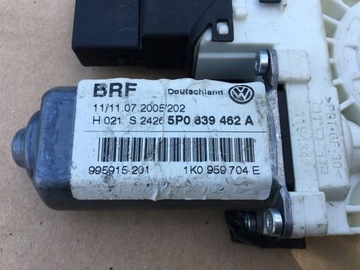 BRF Deutschland
11/11.07.2005/202
H 021 S 2426 5P0 839 462 A
995915 201 1K0 959 704 E